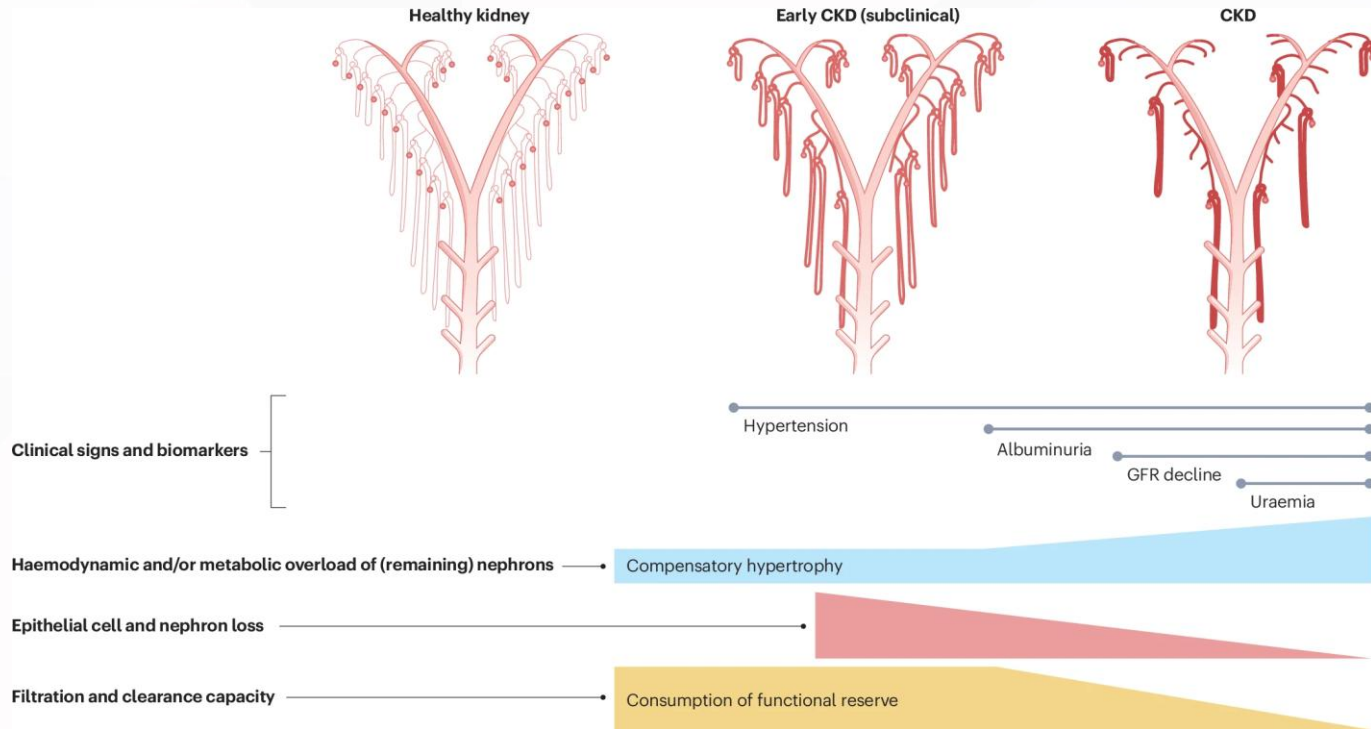 Healthy kidney
Early CKD (subclinical)
CKD
Clinical signs and biomarkers
Hypertension
Albuminuria
GFR decline
Uraemia
Haemodynamic and/or metabolic overload of (remaining) nephrons
Compensatory hypertrophy
Epithelial cell and nephron loss
Filtration and clearance capacity
Consumption of functional reserve